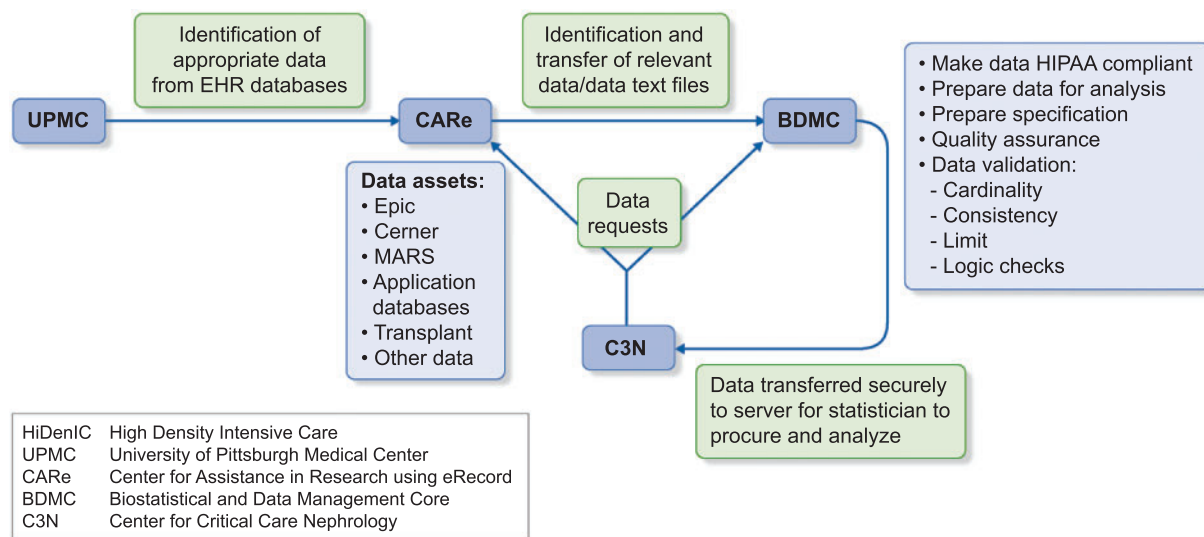 Identification of
appropriate data
from EHR databases
Identification and
transfer of relevant
data/data text files
• Make data HIPAA compliant
• Prepare data for analysis
• Prepare specification
• Quality assurance
• Data validation:
- Cardinality
- Consistency
- Limit
- Logic checks
UPMC
CARe
BDMC
Data assets:
• Epic
• Cerner
• MARS
• Application
databases
• Transplant
• Other data
Data
requests
C3N
Data transferred securely
to server for statistician to
procure and analyze
HiDenIC High Density Intensive Care
UPMC University of Pittsburgh Medical Center
CARe Center for Assistance in Research using eRecord
BDMC Biostatistical and Data Management Core
C3N Center for Critical Care Nephrology